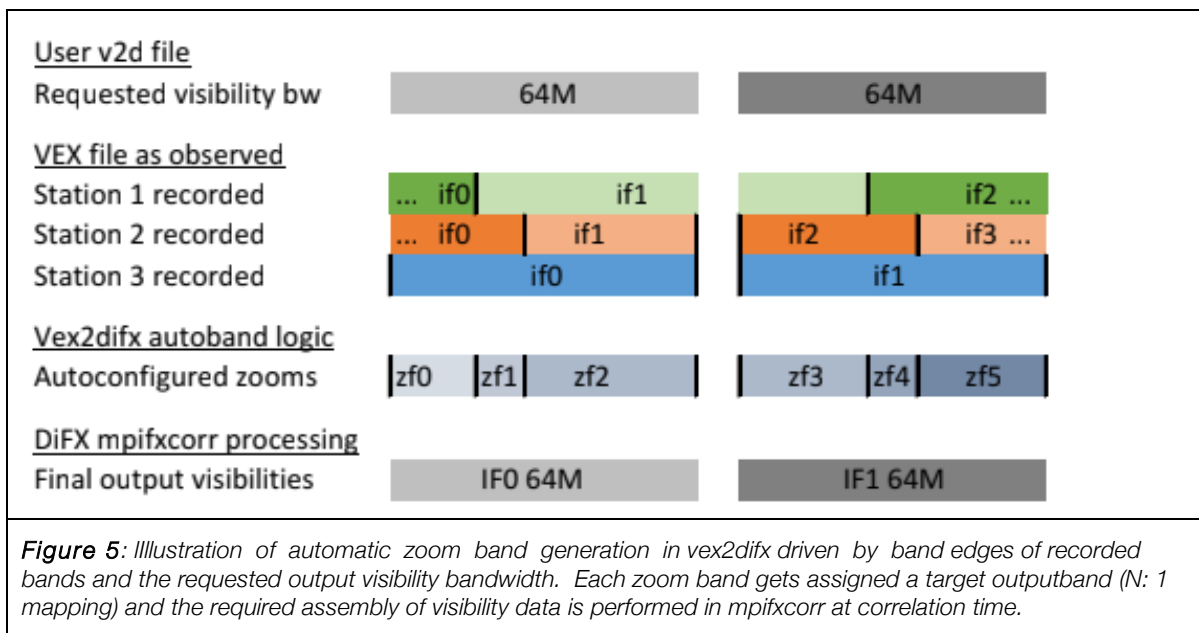 User v2d file
Requested visibility bw 64M 64M
VEX file as observed
Station 1 recorded ... if0 if1 if2 ...
Station 2 recorded ... if0 if1 if2 if3 ...
Station 3 recorded if0 if1
Vex2difx autoband logic
Autoconfigured zooms zf0 zf1 zf2 zf3 zf4 zf5
DiFX mpifxcorr processing
Final output visibilities IF0 64M IF1 64M
Figure 5: Illlustration of automatic zoom band generation in vex2difx driven by band edges of recorded
bands and the requested output visibility bandwidth. Each zoom band gets assigned a target outputband (N: 1
mapping) and the required assembly of visibility data is performed in mpifxcorr at correlation time.